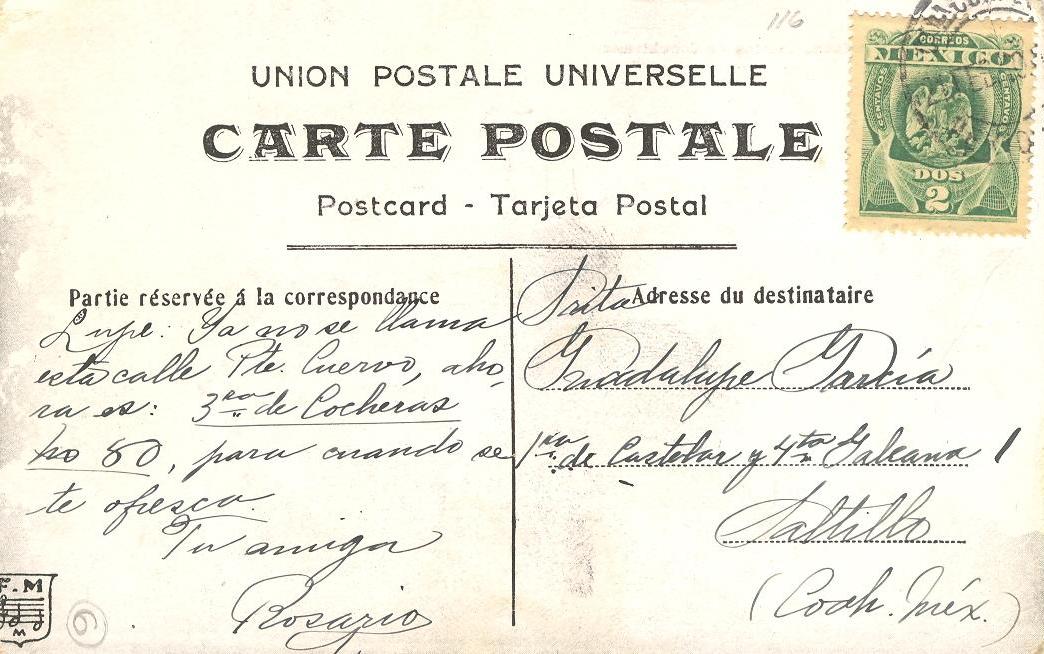 116
CORREOS
MEXICO
CENTAVOS
CENTAVOS
DOS
2
UNION POSTALE UNIVERSELLE
CARTE POSTALE
Postcard - Tarjeta Postal
Partie réservée á la correspondance
Lupe: Ya no se llama
esta calle Pte. Cuervo, aho-
ra es: 3ra de Cocheras
no 80, para cuando se
te ofresca.
Tu amiga
Rosario
F. M
M
6
Adresse du destinataire
Srita
Guadalupe García
1ra de Castelar y 4ta Galeana 1
Saltillo
(Coah. Méx.)